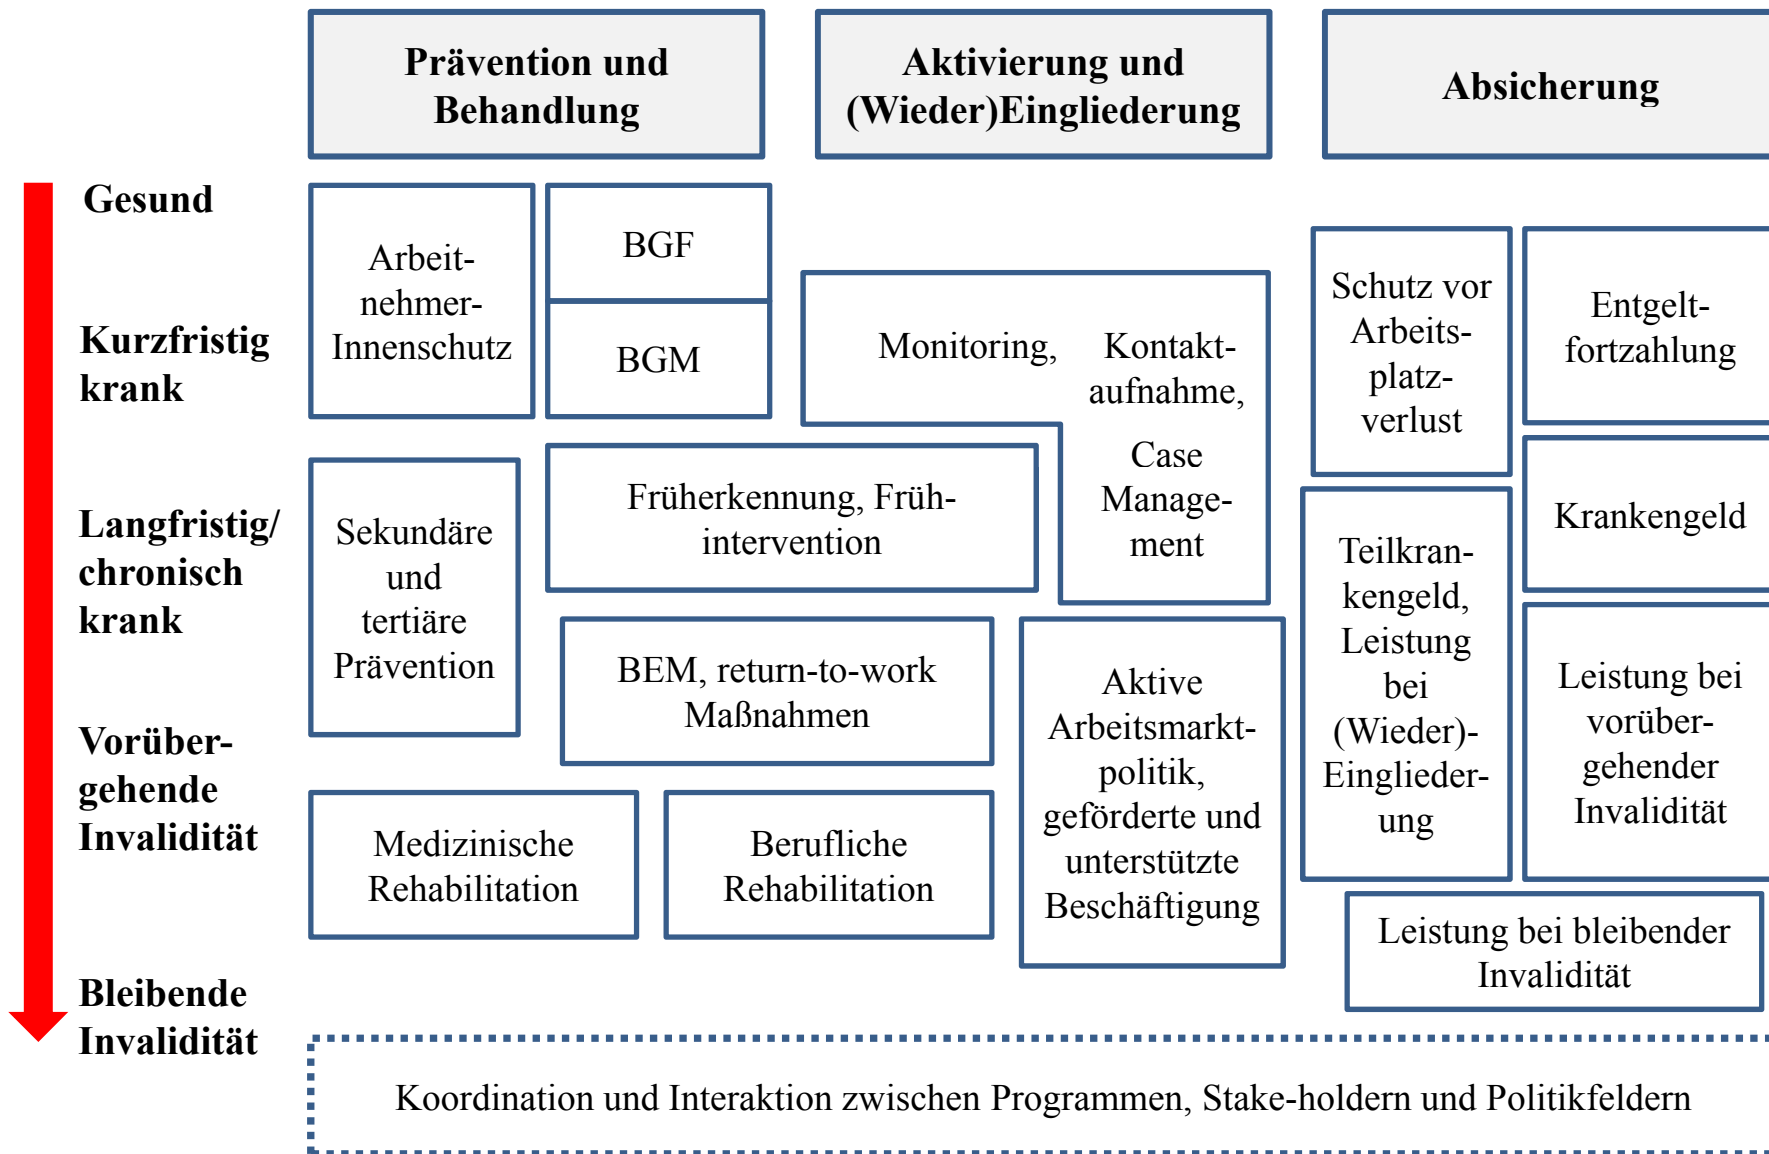 Prävention und
Behandlung
Aktivierung und
(Wieder)Eingliederung
Absicherung
Gesund
Kurzfristig
krank
Langfristig/
chronisch
krank
Vorüber-
gehende
Invalidität
Bleibende
Invalidität
Arbeit-
nehmer-
Innenschutz
BGF
BGM
Monitoring,
Kontakt-
aufnahme,
Case
Manage-
ment
Schutz vor
Arbeits-
platz-
verlust
Entgelt-
fortzahlung
Sekundäre
und
tertiäre
Prävention
Früherkennung, Früh-
intervention
Krankengeld
BEM, return-to-work
Maßnahmen
Aktive
Arbeitsmarkt-
politik,
geförderte und
unterstützte
Beschäftigung
Teilkran-
kengeld,
Leistung
bei
(Wieder)-
Einglieder-
ung
Leistung bei
vorüber-
gehender
Invalidität
Medizinische
Rehabilitation
Berufliche
Rehabilitation
Leistung bei bleibender
Invalidität
Koordination und Interaktion zwischen Programmen, Stake-holdern und Politikfeldern